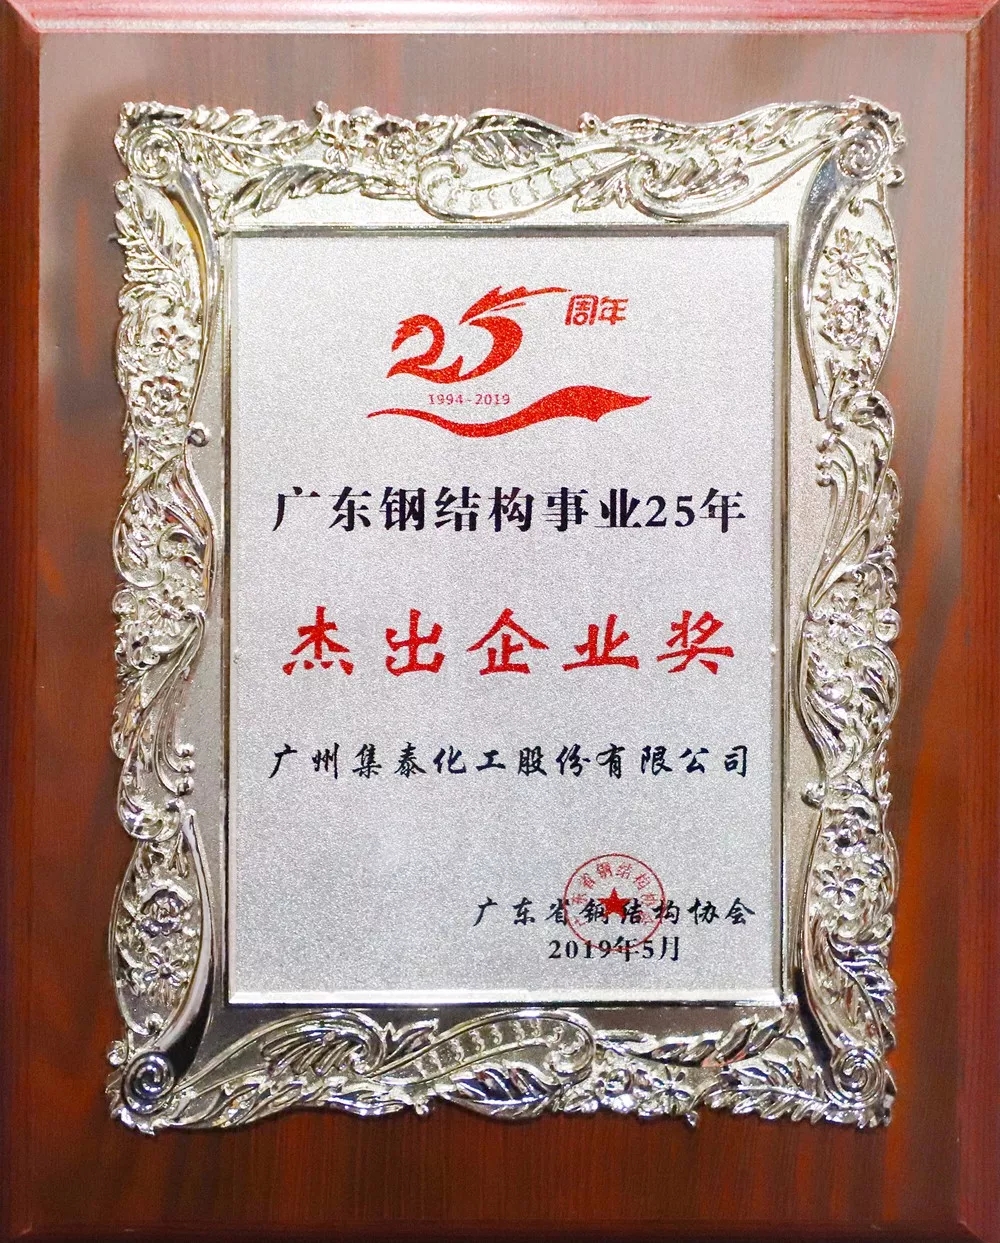 25周年
1994-2019
广东钢结构事业25年
杰出企业奖
广州集泰化工股份有限公司
广东省钢结构协会
2019年5月